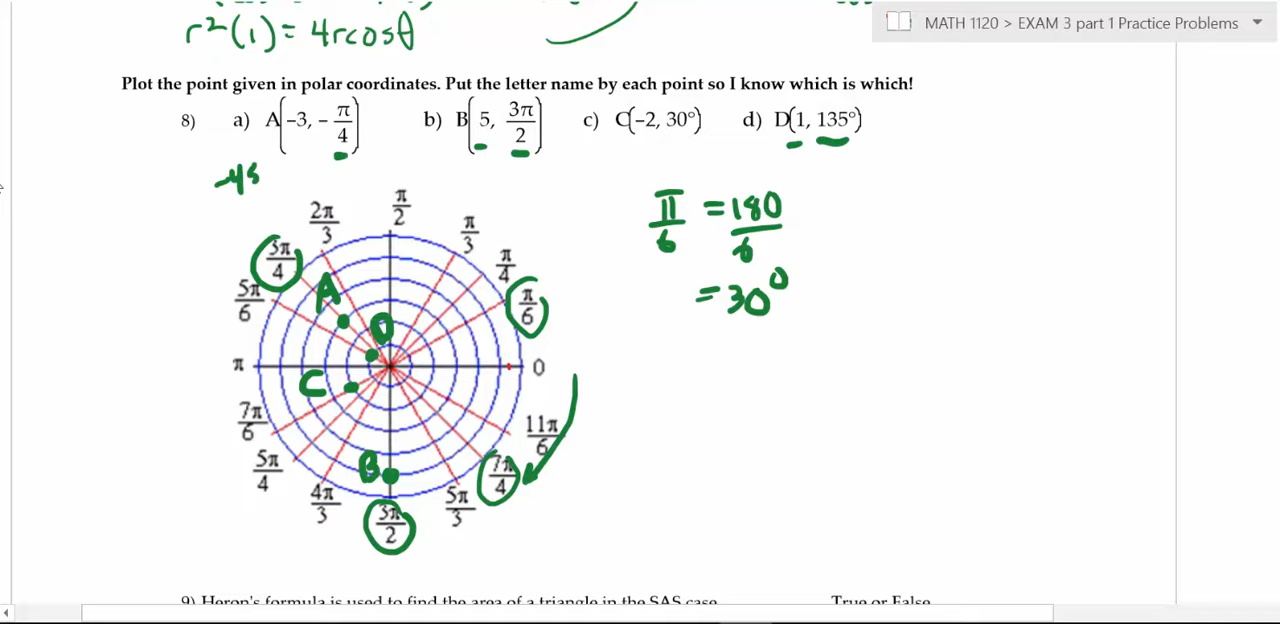 r²(1) = 4rcosθ
MATH 1120 > EXAM 3 part 1 Practice Problems
Plot the point given in polar coordinates. Put the letter name by each point so I know which is which!
8) a) A(-3, -π/4) b) B(5, 3π/2) c) C(-2, 30°) d) D(1, 135°)
-45
π/6 = 180/6
= 30°
π/2
2π/3 π/3
3π/4 π/4
5π/6 π/6
A
D
π 0
C
7π/6 11π/6
5π/4 B 7π/4
4π/3 5π/3
3π/2
9) Heron's formula is used to find the area of a triangle in the SAS case. True or False